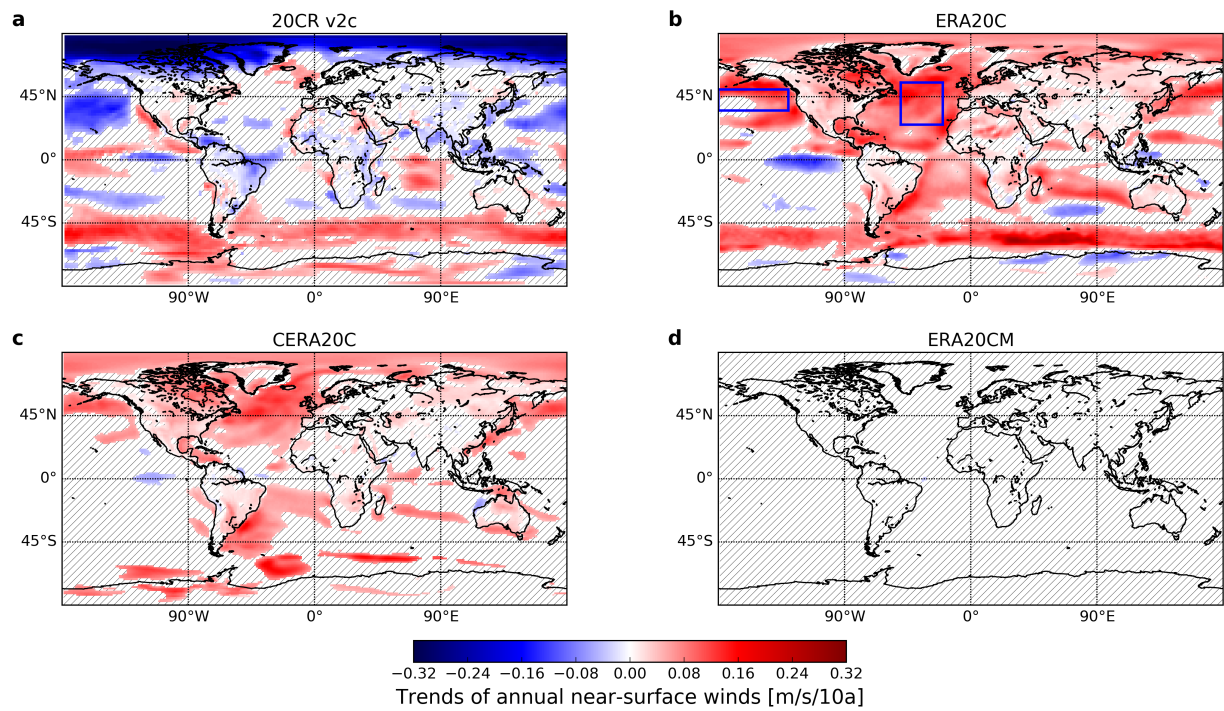 a 20CR v2c
b ERA20C
45°N
0°
45°S
90°W 0° 90°E
45°N
0°
45°S
90°W 0° 90°E
c CERA20C
d ERA20CM
45°N
0°
45°S
90°W 0° 90°E
45°N
0°
45°S
90°W 0° 90°E
−0.32 −0.24 −0.16 −0.08 0.00 0.08 0.16 0.24 0.32
Trends of annual near-surface winds [m/s/10a]